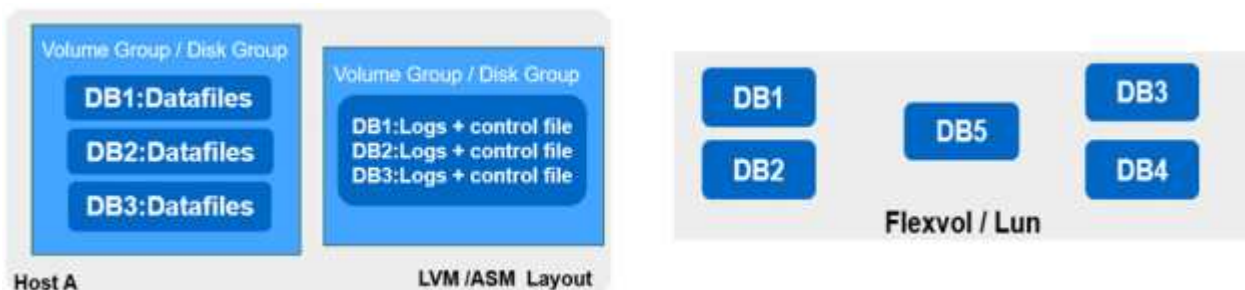 Volume Group / Disk Group
DB1:Datafiles
DB2:Datafiles
DB3:Datafiles
Volume Group / Disk Group
DB1:Logs + control file
DB2:Logs + control file
DB3:Logs + control file
Host A
LVM /ASM Layout
DB1
DB2
DB5
DB3
DB4
Flexvol / Lun